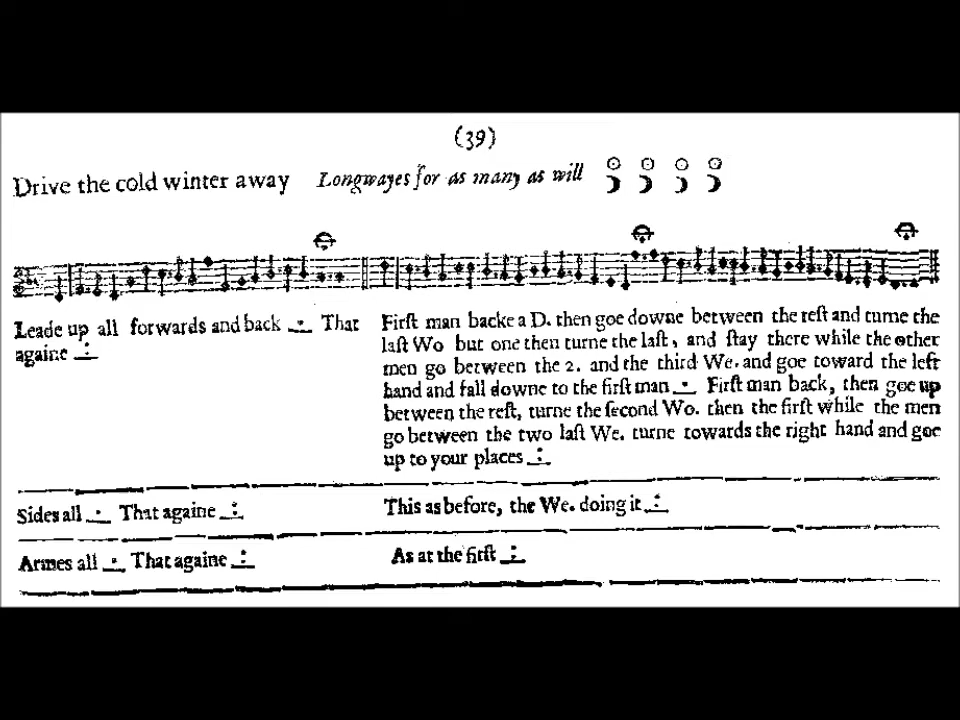 (39)
Drive the cold winter away Longwayes for as many as will
Leade up all forwards and back That
againe
First man backe a D. then goe downe between the rest and turne the
last Wo but one then turne the last, and stay there while the other
men go between the 2. and the third We. and goe toward the left
hand and fall downe to the first man First man back, then goe up
between the rest, turne the second Wo. then the first while the men
go between the two last We. turne towards the right hand and goe
up to your places
Sides all That againe
This as before, the We. doing it
Armes all That againe
As at the first